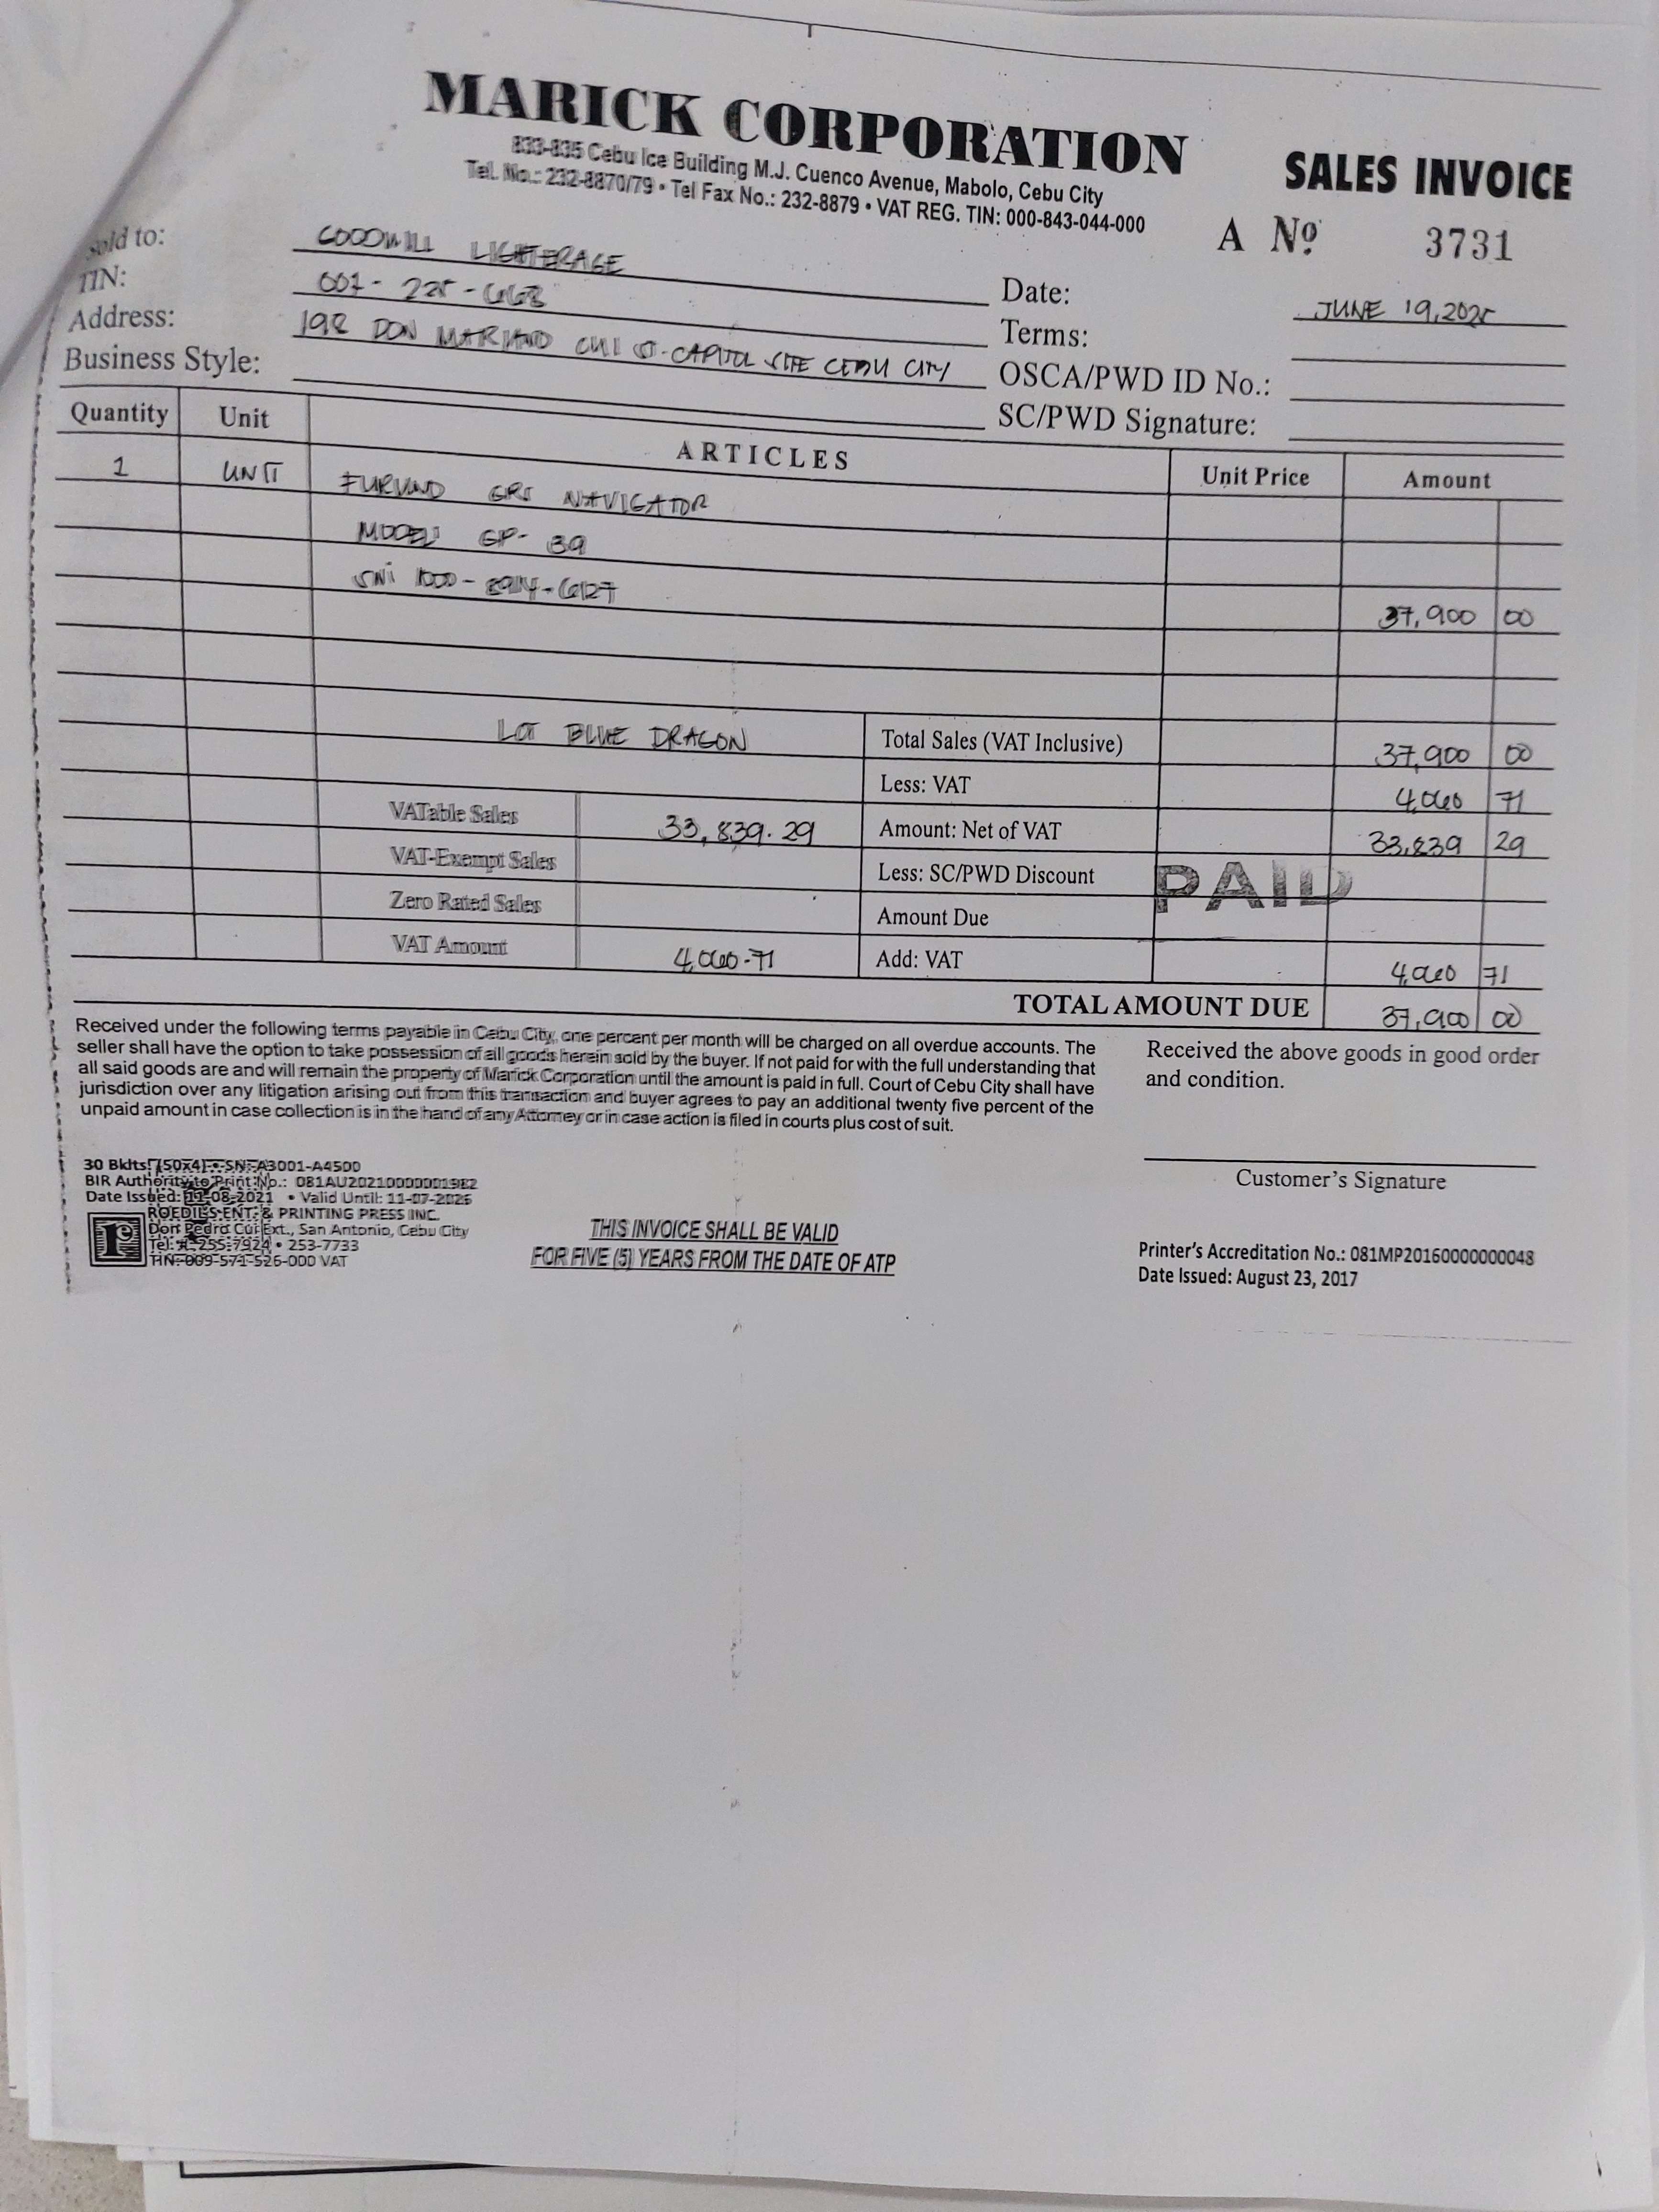 MARICK CORPORATION
833-835 Cebu Ice Building M.J. Cuenco Avenue, Mabolo, Cebu City
Tel. No.: 232-8870/79 • Tel Fax No.: 232-8879 • VAT REG. TIN: 000-843-044-000
SALES INVOICE
A Nº 3731
Sold to: GOODWILL LIGHTERAGE
TIN: 007- 225-668
Address: 198 DON MARIANO CUI ST. CAPITOL SITE CEBU CITY
Business Style:
Date: JUNE 19, 2025
Terms:
OSCA/PWD ID No.:
SC/PWD Signature:
Quantity Unit ARTICLES Unit Price Amount
1 UNIT FURUNO GPS NAVIGATOR
MODEL: GP- 39
SN: 1000- 8914-6127 37,900 00
LCT BLUE DRAGON
Total Sales (VAT Inclusive) 37,900 00
Less: VAT 4,060 71
VATable Sales 33,839.29 Amount: Net of VAT 33,839 29
VAT-Exempt Sales Less: SC/PWD Discount
PAID
Zero Rated Sales Amount Due
VAT Amount 4,060-71 Add: VAT 4,060 71
TOTAL AMOUNT DUE 37,900 00
Received under the following terms payable in Cebu City, one percent per month will be charged on all overdue accounts. The
seller shall have the option to take possession of all goods herein sold by the buyer. If not paid for with the full understanding that
all said goods are and will remain the property of Marick Corporation until the amount is paid in full. Court of Cebu City shall have
jurisdiction over any litigation arising out from this transaction and buyer agrees to pay an additional twenty five percent of the
unpaid amount in case collection is in the hand of any Attorney or in case action is filed in courts plus cost of suit.
Received the above goods in good order
and condition.
Customer's Signature
30 Bklts. (50x4) • SN: A3001-A4500
BIR Authority to Print No.: 081AU20210000001982
Date Issued: 11-08-2021 • Valid Until: 11-07-2026
ROEDILS ENT. & PRINTING PRESS INC.
Don Pedro Cui Ext., San Antonio, Cebu City
Tel. #: 255-7924 • 253-7733
TIN: 009-571-526-000 VAT
THIS INVOICE SHALL BE VALID
FOR FIVE (5) YEARS FROM THE DATE OF ATP
Printer's Accreditation No.: 081MP20160000000048
Date Issued: August 23, 2017